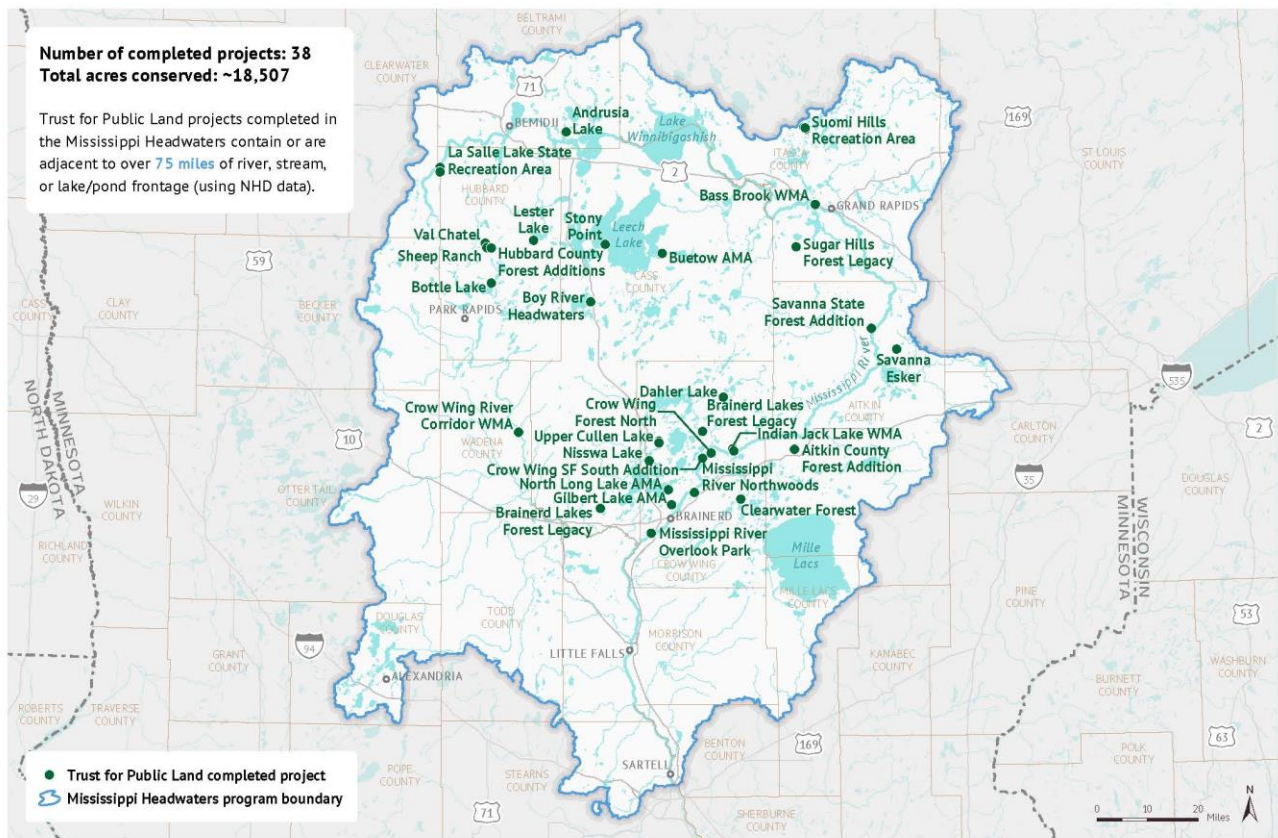 Number of completed projects: 38
Total acres conserved: ~18,507
Trust for Public Land projects completed in
the Mississippi Headwaters contain or are
adjacent to over 75 miles of river, stream,
or lake/pond frontage (using NHD data).
BELTRAMI
COUNTY
CLEARWATER
COUNTY
71
BEMIDJI
Andrusia
Lake
Lake
Winnibigoshish
Suomi Hills
Recreation Area
169
ITASCA
COUNTY
ST LOUIS
COUNTY
La Salle Lake State
Recreation Area
2
HUBBARD
COUNTY
Bass Brook WMA
GRAND RAPIDS
Lester
Lake
Stony
Point
Leech
Lake
Val Chatel
Sheep Ranch
Hubbard County
Forest Additions
Buetow AMA
Sugar Hills
Forest Legacy
59
CASS
COUNTY
CASS
COUNTY
CLAY
COUNTY
BECKER
COUNTY
Bottle Lake
PARK RAPIDS
Boy River
Headwaters
Savanna State
Forest Addition
Savanna
Esker
Mississippi River
535
MINNESOTA
NORTH DAKOTA
Dahler Lake
Crow Wing
Forest North
Brainerd Lakes
Forest Legacy
AITKIN
COUNTY
CARLTON
COUNTY
2
Crow Wing River
Corridor WMA
WADENA
COUNTY
10
Upper Cullen Lake
Indian Jack Lake WMA
Nisswa Lake
Aitkin County
Forest Addition
Crow Wing SF South Addition
Mississippi
River Northwoods
North Long Lake AMA
Gilbert Lake AMA
Clearwater Forest
DOUGLAS
COUNTY
29
WILKIN
COUNTY
OTTER TAIL
COUNTY
35
Brainerd Lakes
Forest Legacy
BRAINERD
Mississippi River
Overlook Park
CROW WING
COUNTY
Mille
Lacs
MILLE LACS
COUNTY
WISCONSIN
MINNESOTA
RICHLAND
COUNTY
PINE
COUNTY
53
DOUGLAS
COUNTY
TODD
COUNTY
MORRISON
COUNTY
GRANT
COUNTY
94
LITTLE FALLS
KANABEC
COUNTY
WASHBURN
COUNTY
BURNETT
COUNTY
ALEXANDRIA
ROBERTS
COUNTY
TRAVERSE
COUNTY
BENTON
COUNTY
169
63
POLK
COUNTY
SARTELL
Trust for Public Land completed project
Mississippi Headwaters program boundary
POPE
COUNTY
STEARNS
COUNTY
71
SHERBURNE
COUNTY
0 10 20
Miles
N